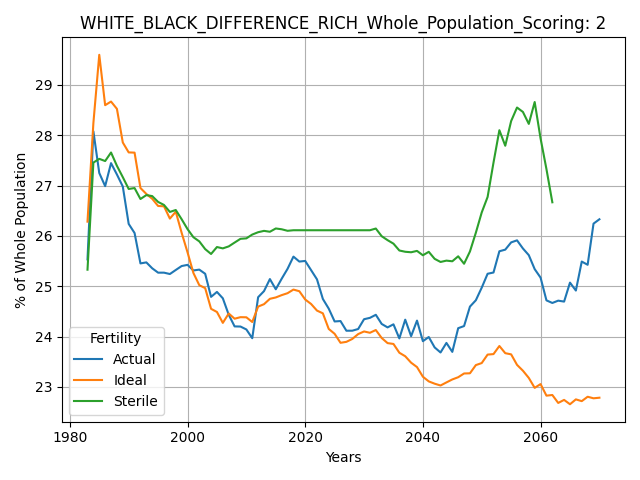 WHITE_BLACK_DIFFERENCE_RICH_Whole_Population_Scoring: 2
% of Whole Population
29
28
27
26
25
24
23
Fertility
Actual
Ideal
Sterile
1980
2000
2020
2040
2060
Years